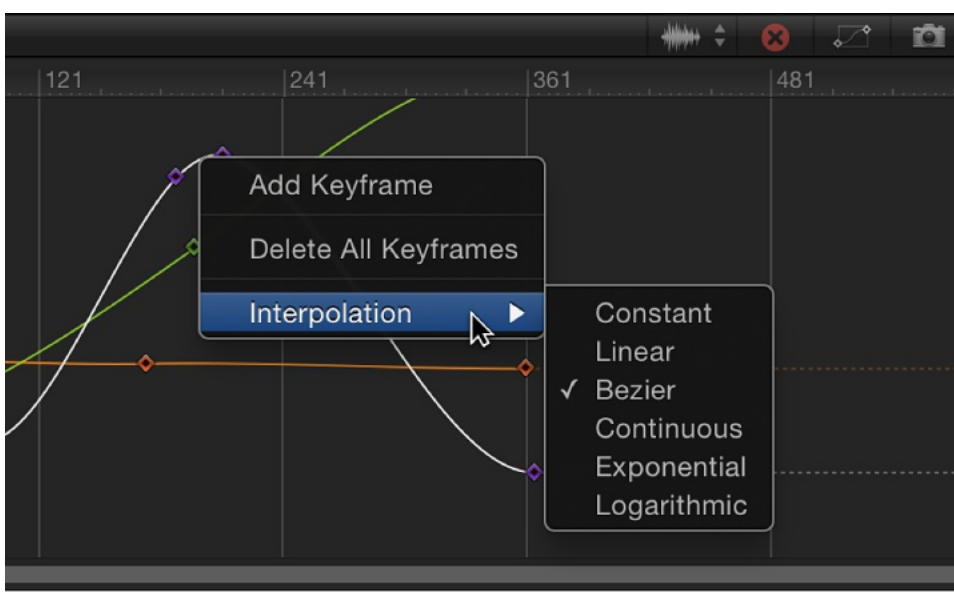 121 241 361 481
Add Keyframe
Delete All Keyframes
Interpolation
Constant
Linear
Bezier
Continuous
Exponential
Logarithmic